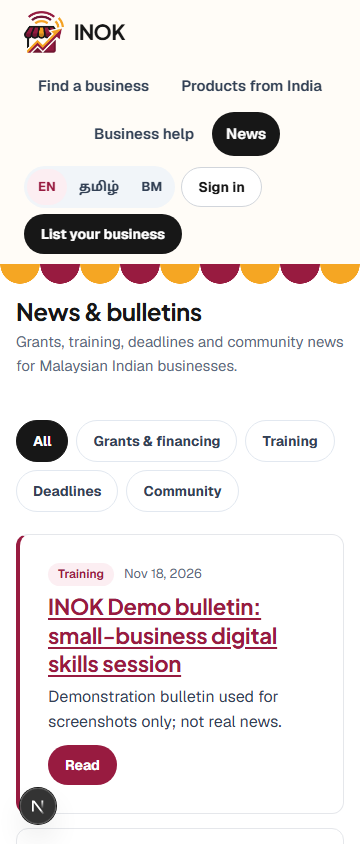 INOK
Find a business
Products from India
Business help
News
EN
தமிழ்
BM
Sign in
List your business
News & bulletins
Grants, training, deadlines and community news
for Malaysian Indian businesses.
All
Grants & financing
Training
Deadlines
Community
Training
Nov 18, 2026
INOK Demo bulletin:
small-business digital
skills session
Demonstration bulletin used for
screenshots only; not real news.
Read
N